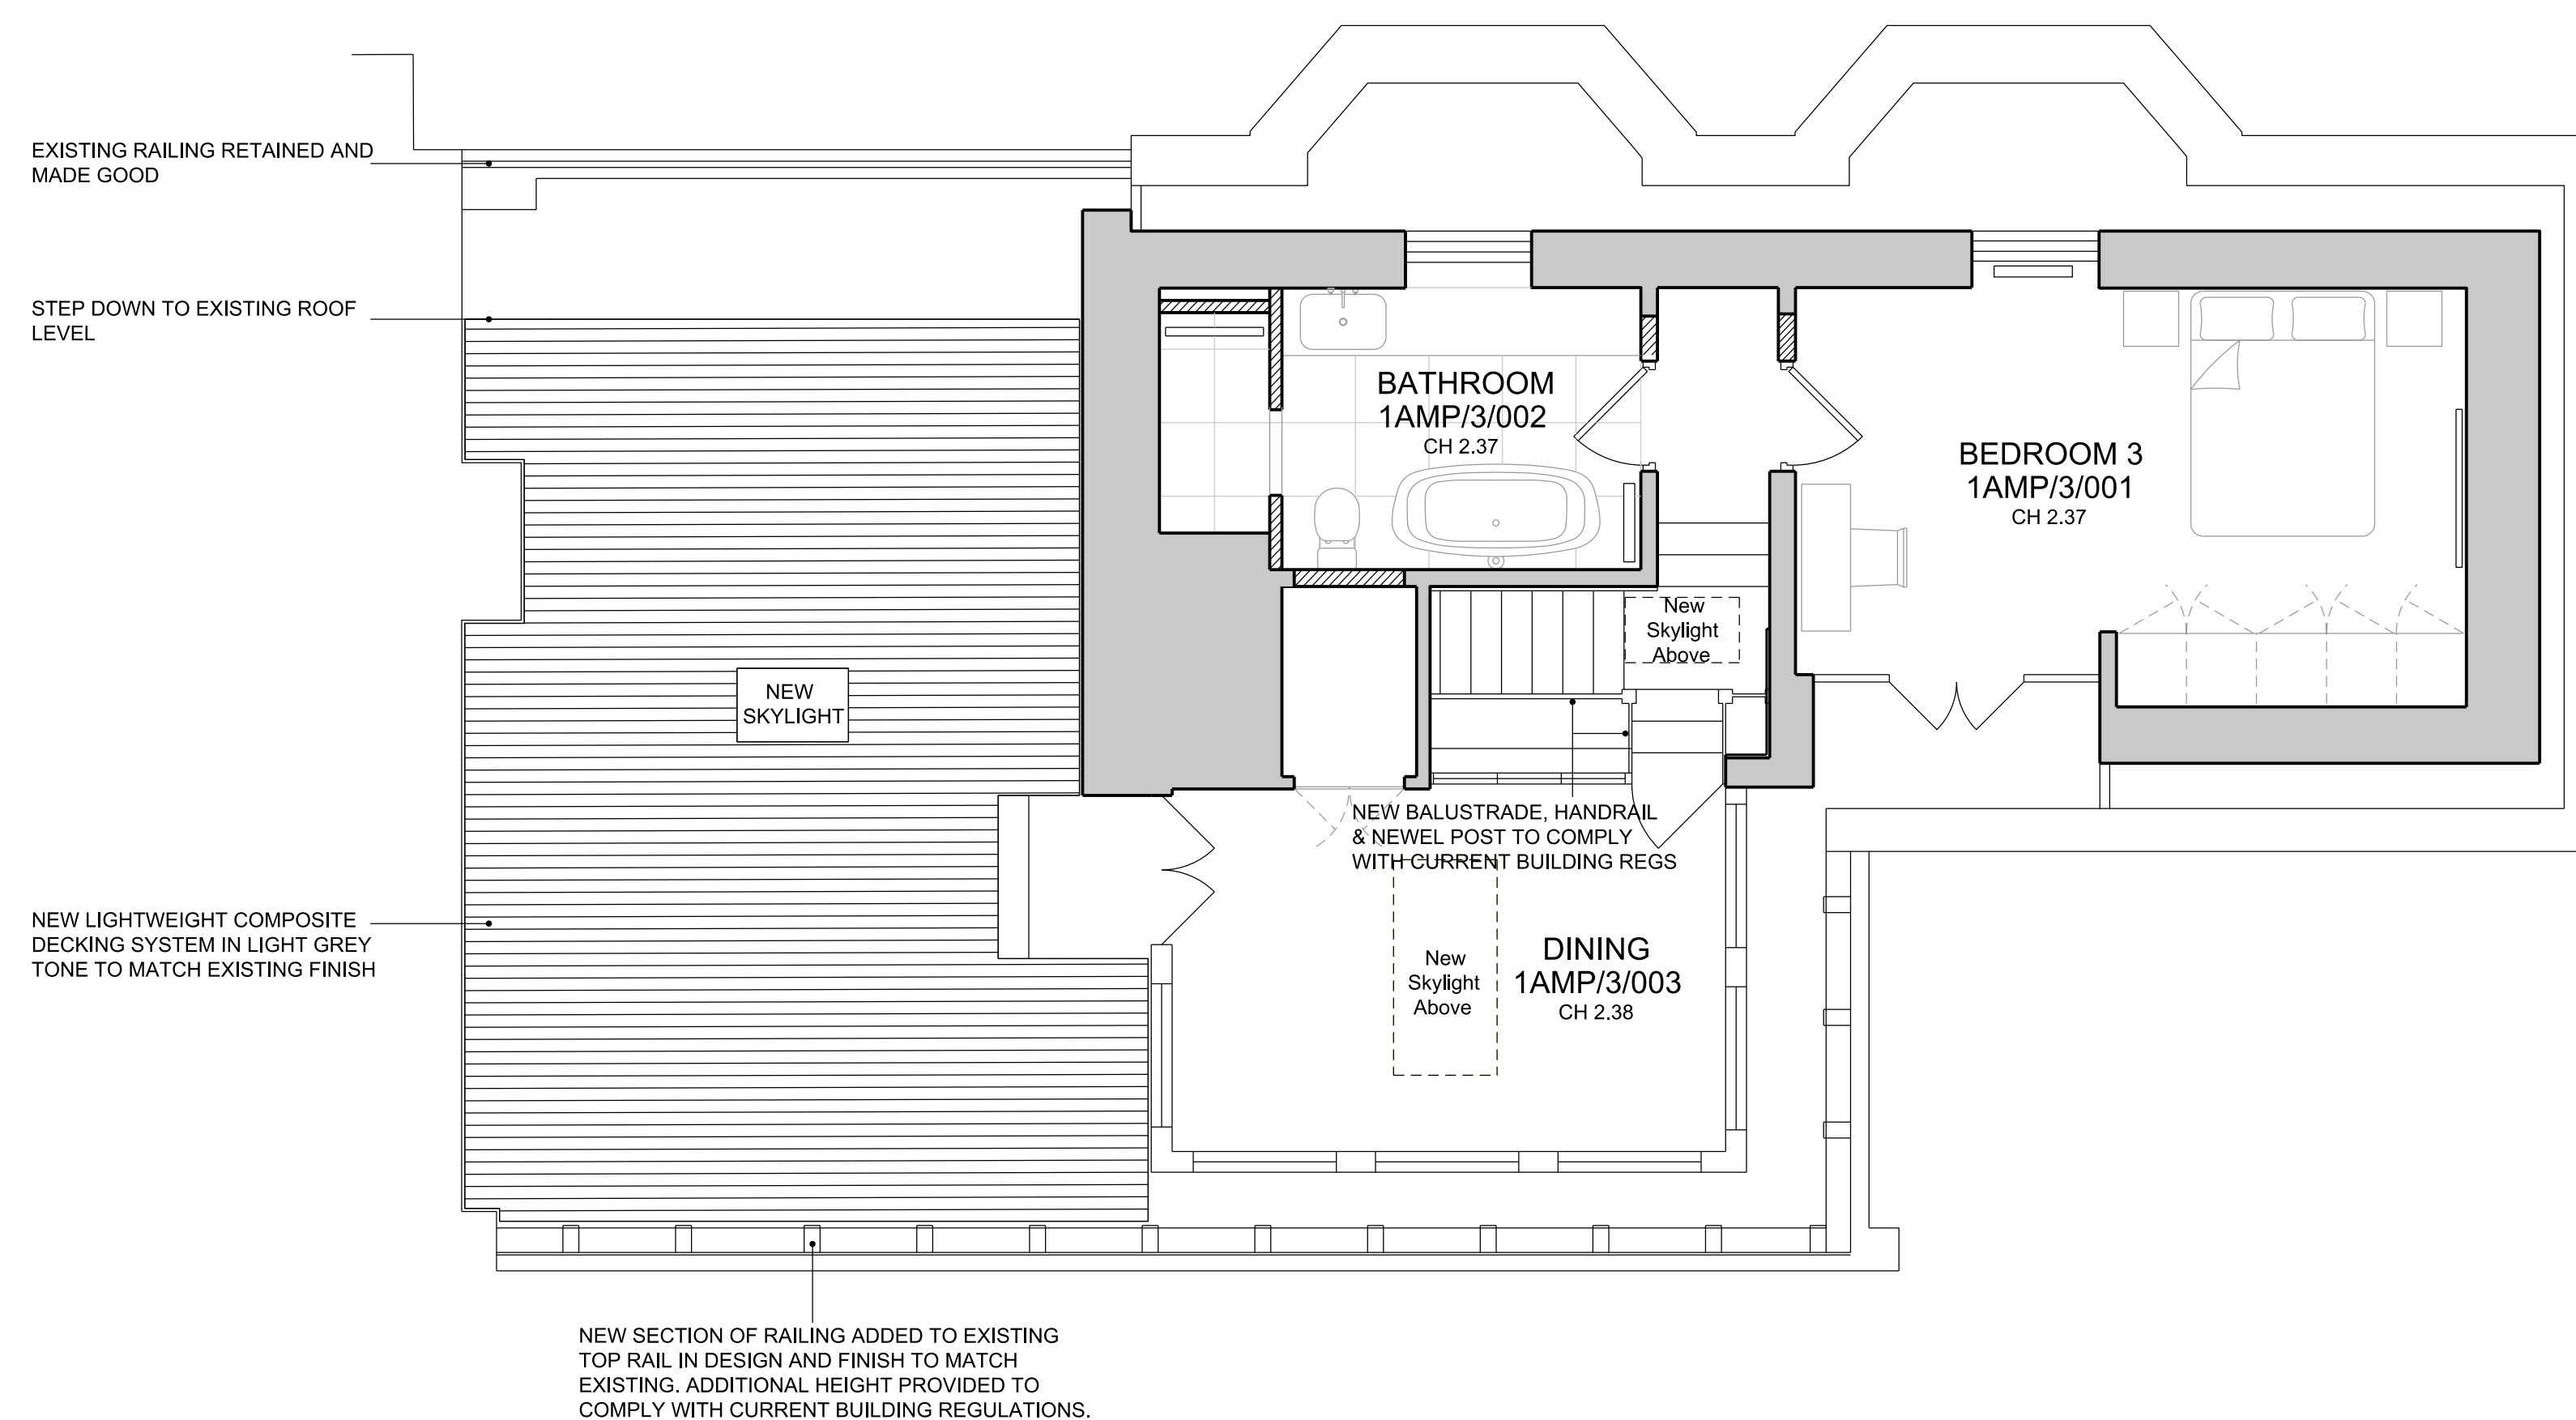 EXISTING RAILING RETAINED AND
MADE GOOD
STEP DOWN TO EXISTING ROOF
LEVEL
BATHROOM
1AMP/3/002
CH 2.37
BEDROOM 3
1AMP/3/001
CH 2.37
New
Skylight
Above
NEW
SKYLIGHT
NEW BALUSTRADE, HANDRAIL
& NEWEL POST TO COMPLY
WITH CURRENT BUILDING REGS
NEW LIGHTWEIGHT COMPOSITE
DECKING SYSTEM IN LIGHT GREY
TONE TO MATCH EXISTING FINISH
New
Skylight
Above
DINING
1AMP/3/003
CH 2.38
NEW SECTION OF RAILING ADDED TO EXISTING
TOP RAIL IN DESIGN AND FINISH TO MATCH
EXISTING. ADDITIONAL HEIGHT PROVIDED TO
COMPLY WITH CURRENT BUILDING REGULATIONS.